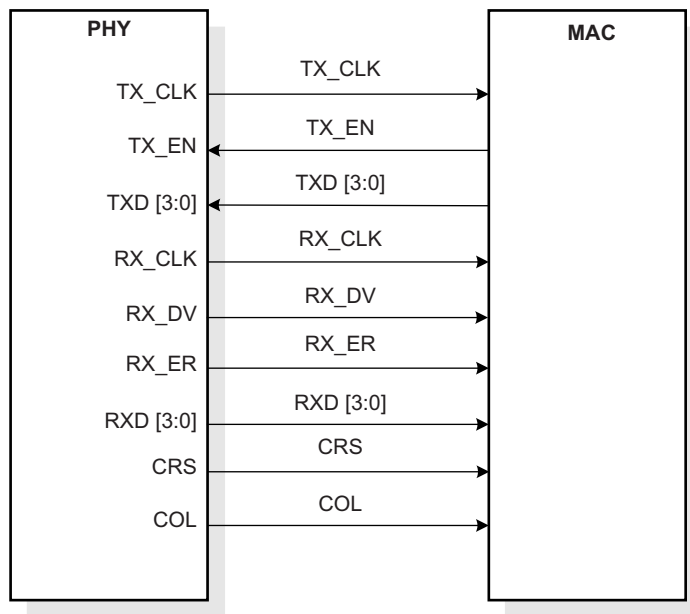 PHY
MAC
TX_CLK
TX_CLK
TX_EN
TX_EN
TXD [3:0]
TXD [3:0]
RX_CLK
RX_CLK
RX_DV
RX_DV
RX_ER
RX_ER
RXD [3:0]
RXD [3:0]
CRS
CRS
COL
COL